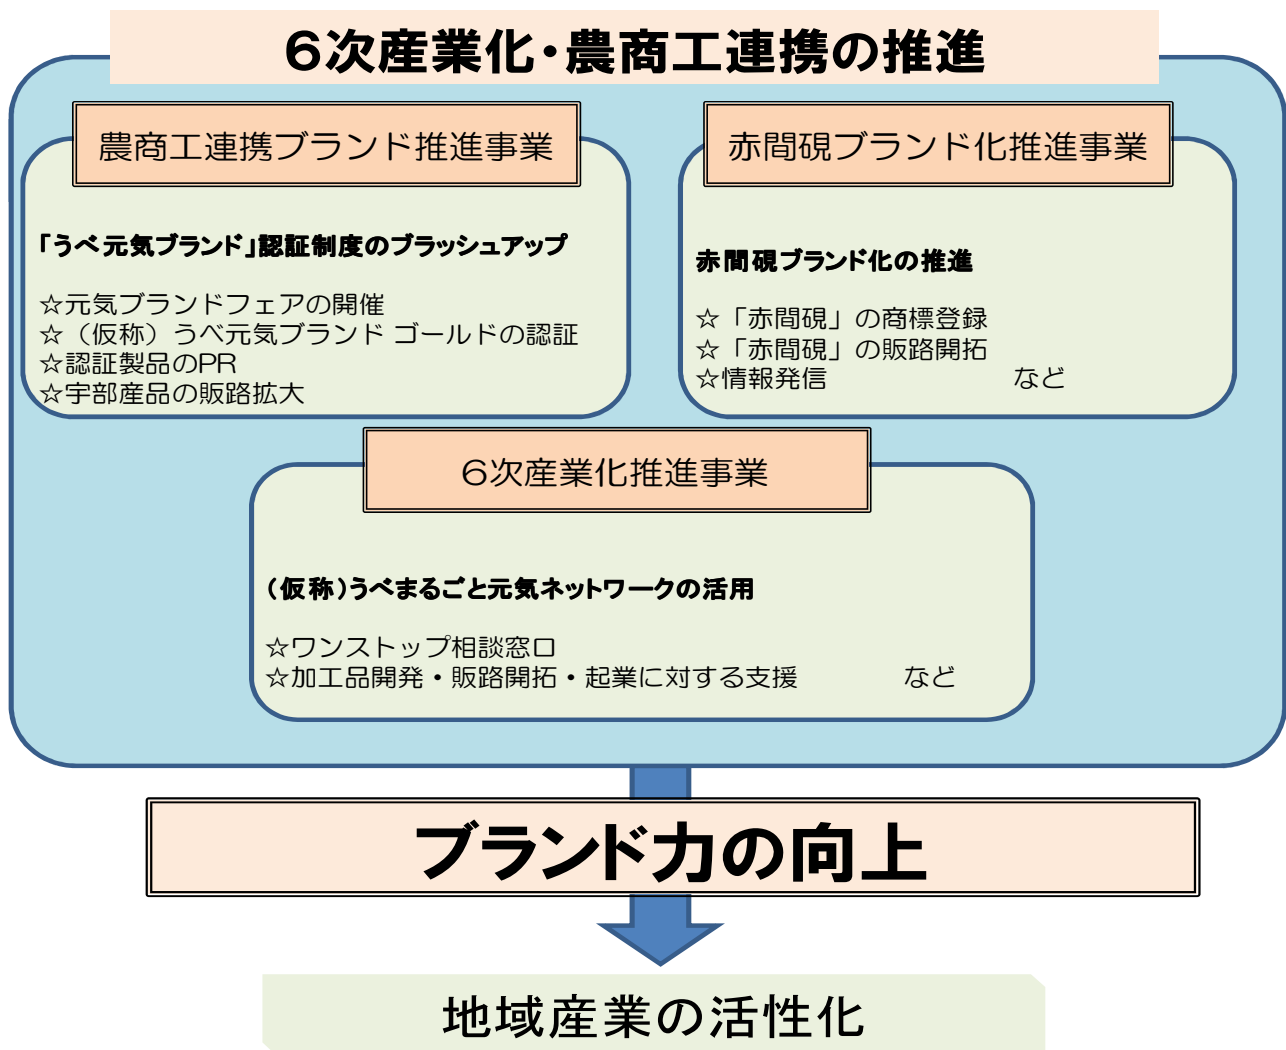 ６次産業化・農商工連携の推進
農商工連携ブランド推進事業
「うべ元気ブランド」認証制度のブラッシュアップ
☆元気ブランドフェアの開催
☆（仮称）うべ元気ブランド ゴールドの認証
☆認証製品のPR
☆宇部産品の販路拡大
赤間硯ブランド化推進事業
赤間硯ブランド化の推進
☆「赤間硯」の商標登録
☆「赤間硯」の販路開拓
☆情報発信　　　　　　　など
６次産業化推進事業
（仮称）うべまるごと元気ネットワークの活用
☆ワンストップ相談窓口
☆加工品開発・販路開拓・起業に対する支援　　　　など
ブランド力の向上
地域産業の活性化